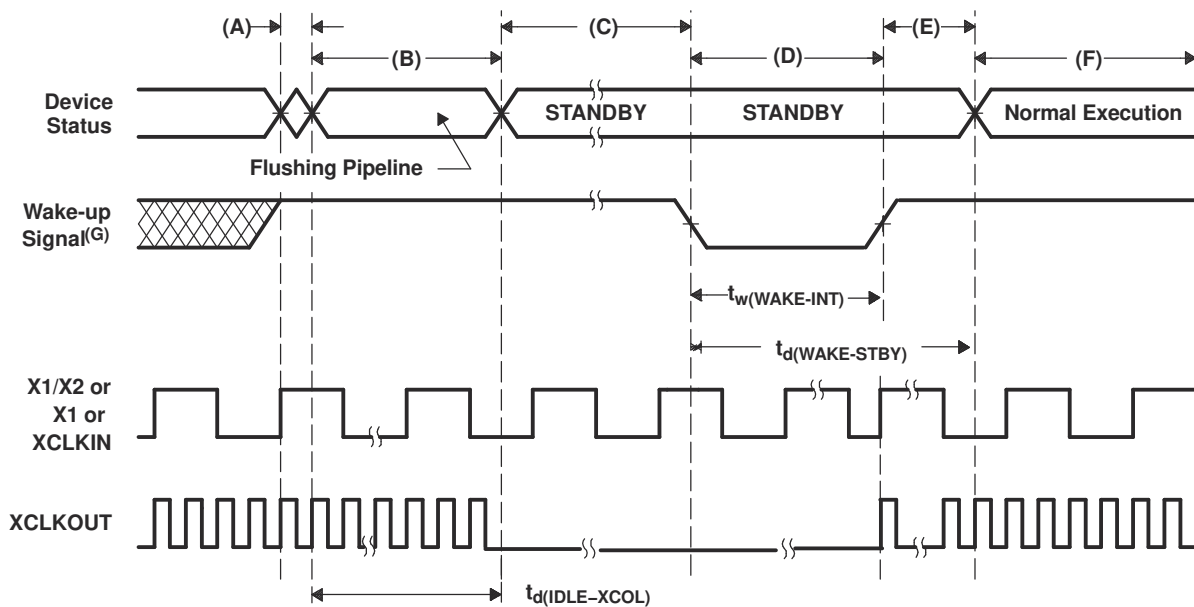 (A)
(C)
(E)
(B)
(D)
(F)
Device
Status
STANDBY
STANDBY
Normal Execution
Flushing Pipeline
Wake-up
Signal(G)
tw(WAKE-INT)
td(WAKE-STBY)
X1/X2 or
X1 or
XCLKIN
XCLKOUT
td(IDLE−XCOL)